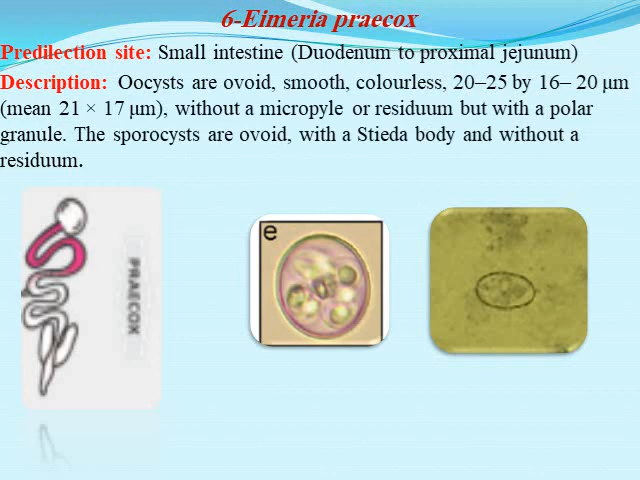 6-Eimeria praecox
Predilection site: Small intestine (Duodenum to proximal jejunum)
Description: Oocysts are ovoid, smooth, colourless, 20–25 by 16– 20 μm
(mean 21 × 17 μm), without a micropyle or residuum but with a polar
granule. The sporocysts are ovoid, with a Stieda body and without a
residuum.
PRAECOX
e